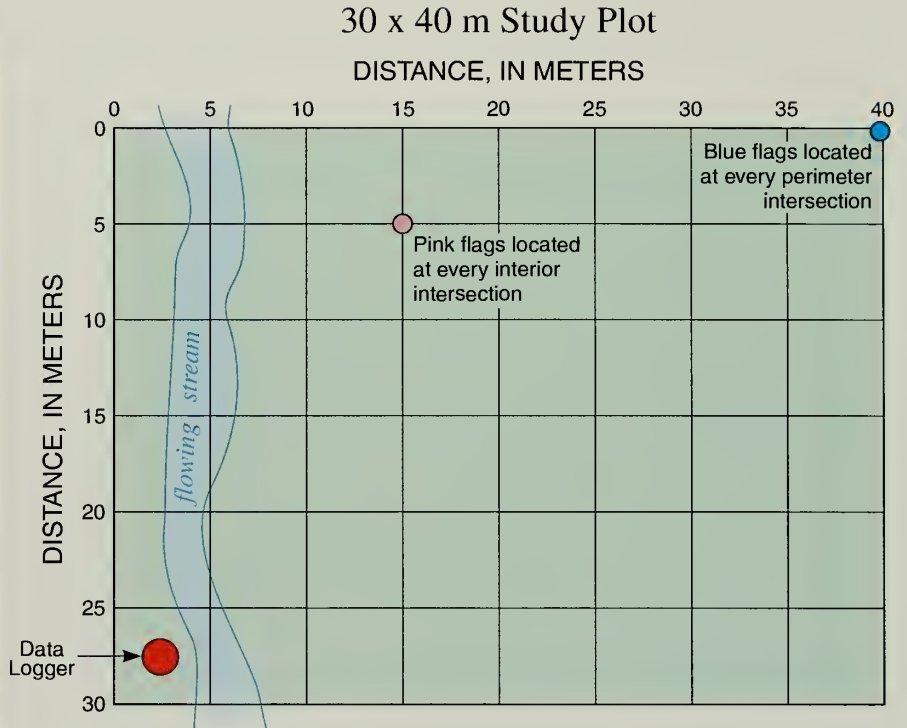 30 x 40 m Study Plot
DISTANCE, IN METERS
0 5 10 15 20 25 30 35 40
0
Blue flags located
at every perimeter
intersection
5
Pink flags located
at every interior
intersection
10
15
20
25
30
DISTANCE, IN METERS
flowing stream
Data
Logger